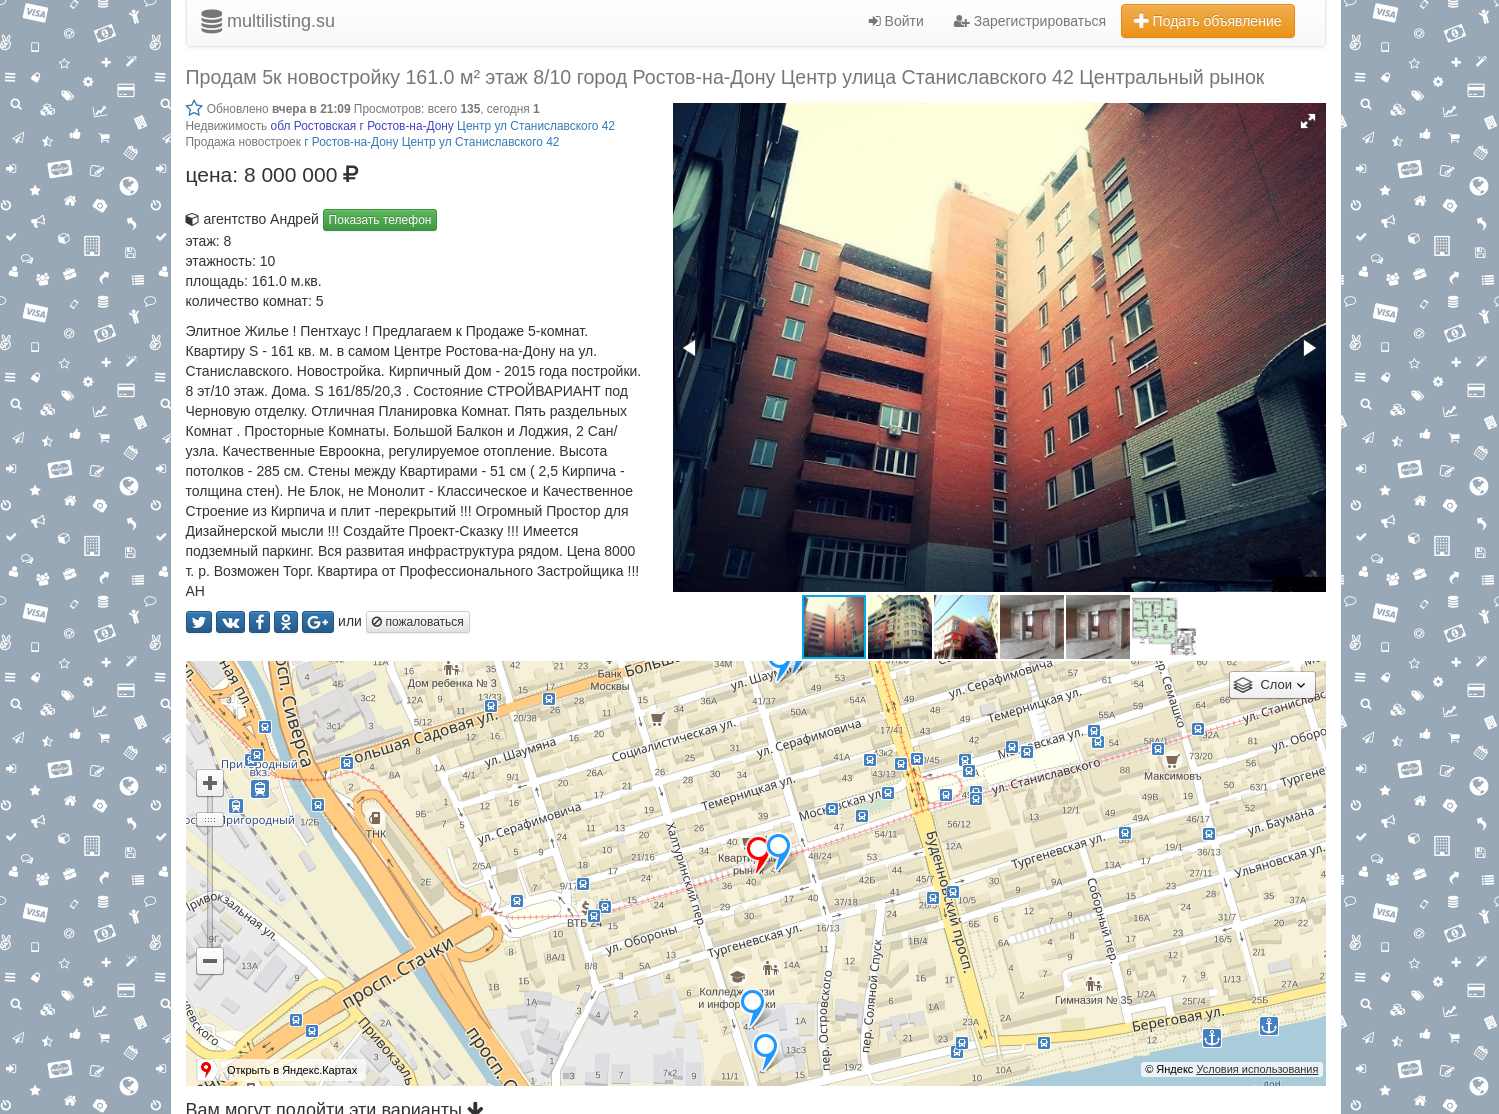 multilisting.su
Войти
Зарегистрироваться
Подать объявление
Продам 5к новостройку 161.0 м² этаж 8/10 город Ростов-на-Дону Центр улица Станиславского 42 Центральный рынок
Обновлено вчера в 21:09 Просмотров: всего 135, сегодня 1
Недвижимость обл Ростовская г Ростов-на-Дону Центр ул Станиславского 42
Продажа новостроек г Ростов-на-Дону Центр ул Станиславского 42
цена: 8 000 000 ₽
агентство Андрей Показать телефон
этаж: 8
этажность: 10
площадь: 161.0 м.кв.
количество комнат: 5
Элитное Жилье ! Пентхаус ! Предлагаем к Продаже 5-комнат.
Квартиру S - 161 кв. м. в самом Центре Ростова-на-Дону на ул.
Станиславского. Новостройка. Кирпичный Дом - 2015 года постройки.
8 эт/10 этаж. Дома. S 161/85/20,3 . Состояние СТРОЙВАРИАНТ под
Черновую отделку. Отличная Планировка Комнат. Пять раздельных
Комнат . Просторные Комнаты. Большой Балкон и Лоджия, 2 Сан/
узла. Качественные Евроокна, регулируемое отопление. Высота
потолков - 285 см. Стены между Квартирами - 51 см ( 2,5 Кирпича -
толщина стен). Не Блок, не Монолит - Классическое и Качественное
Строение из Кирпича и плит -перекрытий !!! Огромный Простор для
Дизайнерской мысли !!! Создайте Проект-Сказку !!! Имеется
подземный паркинг. Вся развитая инфраструктура рядом. Цена 8000
т. р. Возможен Торг. Квартира от Профессионального Застройщика !!!
АН
или пожаловаться
Слои
Дом ребенка № 3
Банк
Москвы
просп. Сиверса
Большая Садовая ул.
ул. Шаумяна
Социалистическая ул.
ул. Серафимовича
ул. Серафимовича
Темерницкая ул.
Темерницкая ул.
ул. Станиславского
Максимовъ
Пригородный
вхз.
Пригородный
ТНК
ул. Серафимовича
Халтуринский пер.
ВТБ 24
ул. Обороны
Тургеневская ул.
Тургеневская ул.
Буденновский просп.
Соборный пер.
ул. Баумана
Ульяновская ул.
Привокзальная ул.
просп. Стачки
пер. Островского
пер. Соляной Спуск
Гимназия № 35
Береговая ул.
Открыть в Яндекс.Картах
© Яндекс Условия использования
Вам могут подойти эти варианты